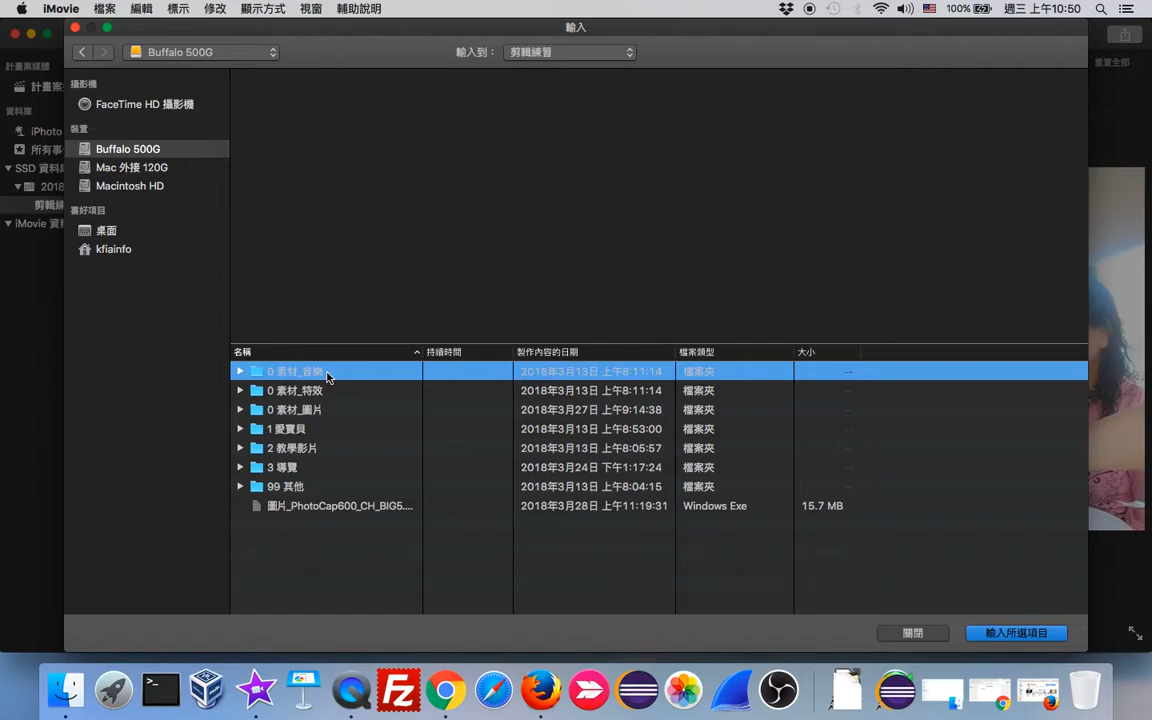 iMovie 檔案 編輯 標示 修改 顯示方式 視窗 輔助說明 100% 週三 上午10:50
輸入
Buffalo 500G 輸入到： 剪輯練習
計畫案媒體
計畫案
資料庫
iPhoto
所有事
SSD 資料庫
2018
剪輯練
iMovie 資
重置全部
攝影機
FaceTime HD 攝影機
裝置
Buffalo 500G
Mac 外接 120G
Macintosh HD
喜好項目
桌面
kfiainfo
名稱 持續時間 製作內容的日期 檔案類型 大小
0 素材_音樂 2018年3月13日 上午8:11:14 檔案夾 --
0 素材_特效 2018年3月13日 上午8:11:14 檔案夾 --
0 素材_圖片 2018年3月27日 上午9:14:38 檔案夾 --
1 愛寶貝 2018年3月13日 上午8:53:00 檔案夾 --
2 教學影片 2018年3月13日 上午8:05:57 檔案夾 --
3 導覽 2018年3月24日 下午1:17:24 檔案夾 --
99 其他 2018年3月13日 上午8:04:15 檔案夾 --
圖片_PhotoCap600_CH_BIG5.... 2018年3月28日 上午11:19:31 Windows Exe 15.7 MB
關閉 輸入所選項目